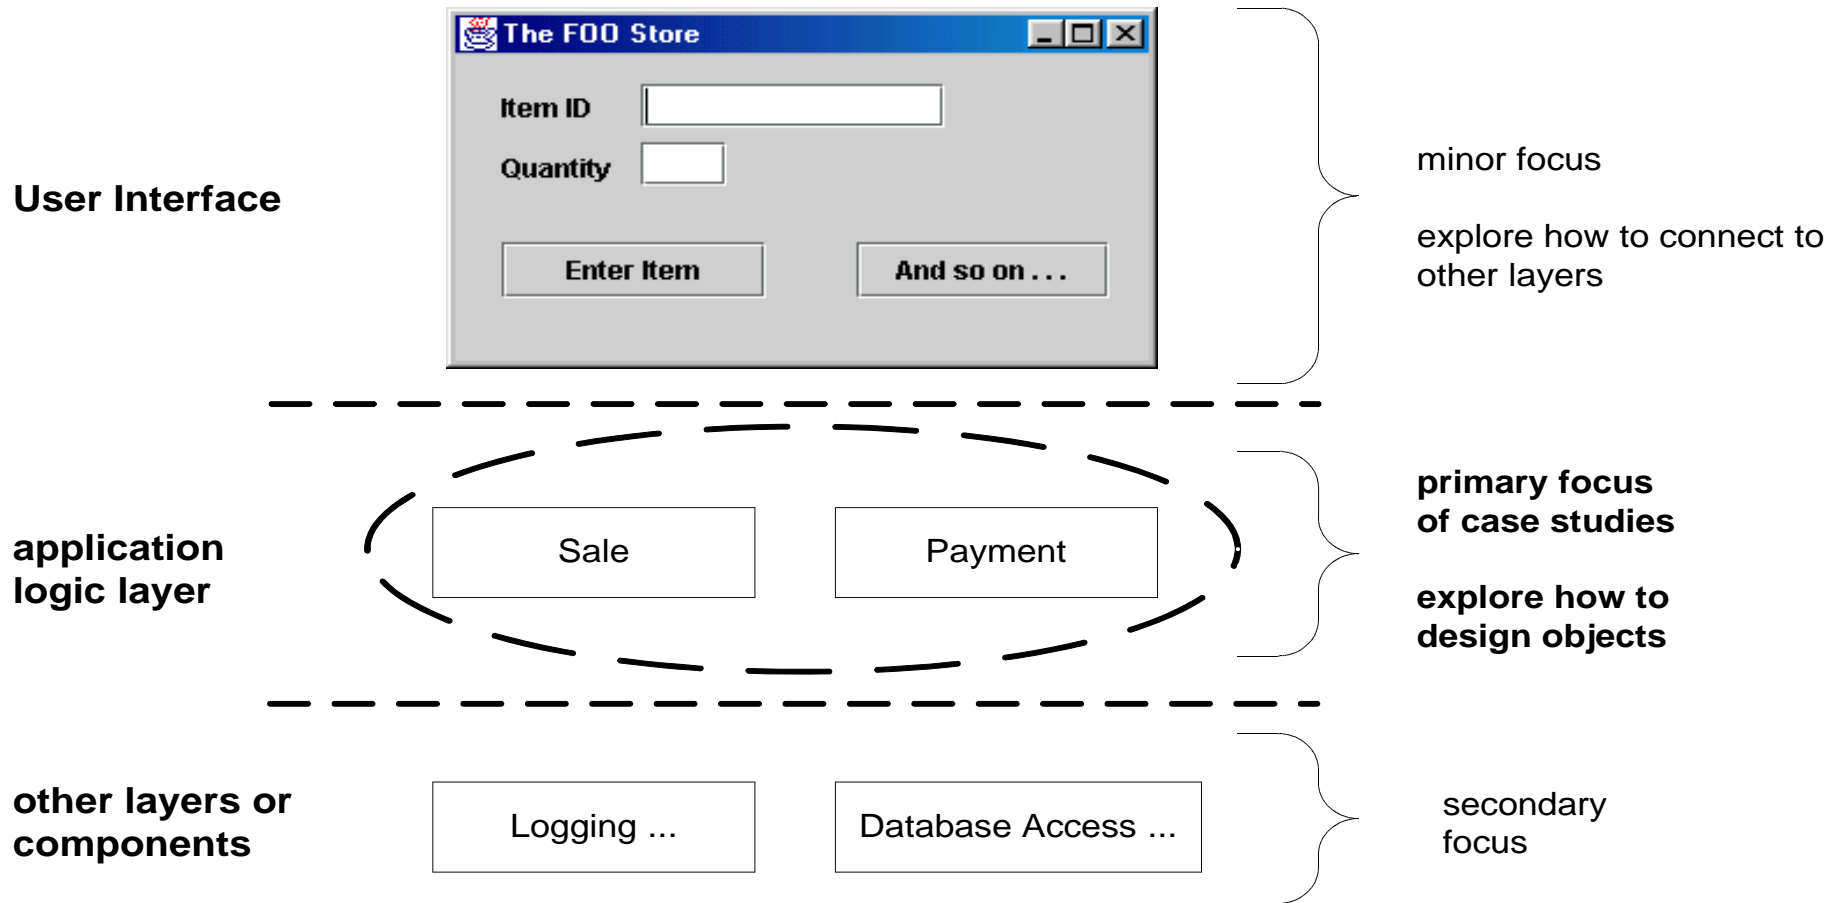 The FOO Store
Item ID
Quantity
User Interface
Enter Item
And so on . . .
minor focus
explore how to connect to
other layers
application
logic layer
Sale
Payment
primary focus
of case studies
explore how to
design objects
other layers or
components
Logging ...
Database Access ...
secondary
focus